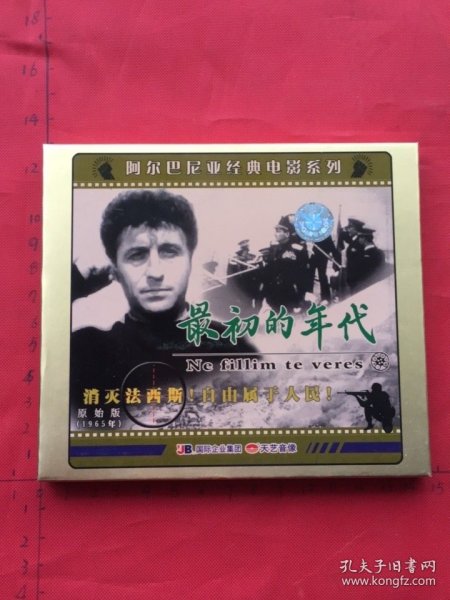 阿尔巴尼亚经典电影系列
最初的年代
Ne fillim te veres
消灭法西斯！自由属于人民！
原始版
(1965年)
JB 国际企业集团 天艺音像
孔夫子旧书网
www.kongfz.com